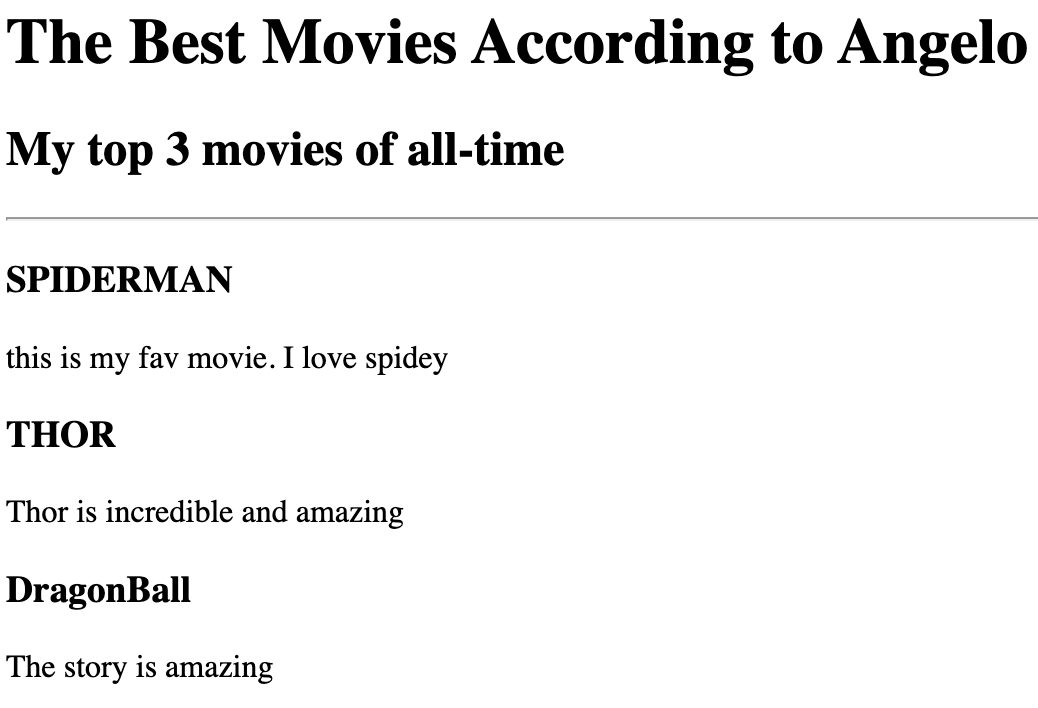 The Best Movies According to Angelo
My top 3 movies of all-time
SPIDERMAN
this is my fav movie. I love spidey
THOR
Thor is incredible and amazing
DragonBall
The story is amazing